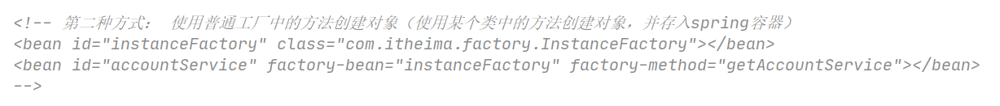 <!-- 第二种方式： 使用普通工厂中的方法创建对象（使用某个类中的方法创建对象，并存入spring容器）
<bean id="instanceFactory" class="com.itheima.factory.InstanceFactory"></bean>
<bean id="accountService" factory-bean="instanceFactory" factory-method="getAccountService"></bean>
-->